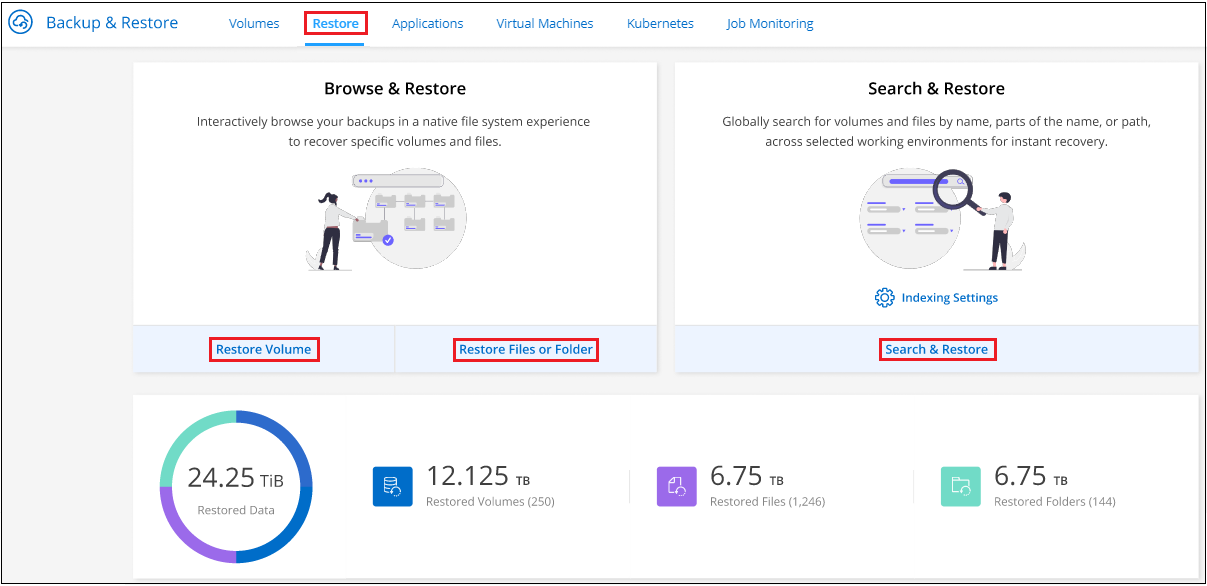 Backup & Restore
Volumes
Restore
Applications
Virtual Machines
Kubernetes
Job Monitoring
Browse & Restore
Interactively browse your backups in a native file system experience
to recover specific volumes and files.
Restore Volume
Restore Files or Folder
Search & Restore
Globally search for volumes and files by name, parts of the name, or path,
across selected working environments for instant recovery.
Indexing Settings
Search & Restore
24.25 TiB
Restored Data
12.125 TB
Restored Volumes (250)
6.75 TB
Restored Files (1,246)
6.75 TB
Restored Folders (144)